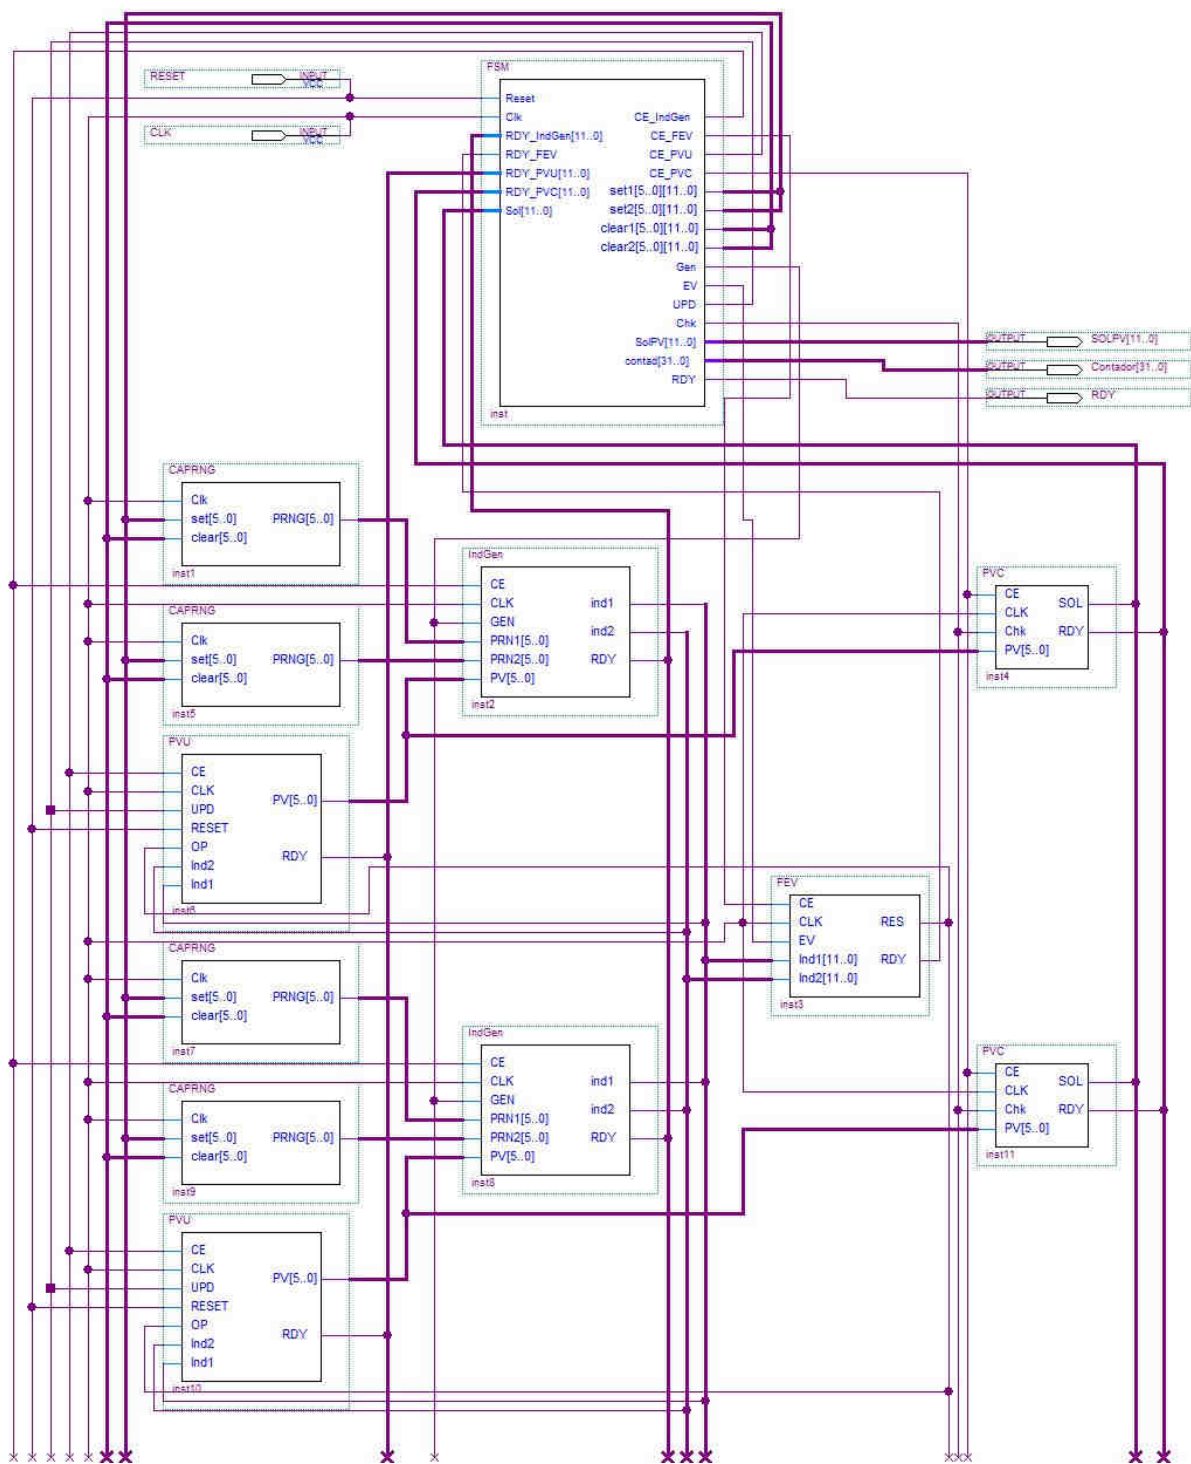 RESET
INPUT
VCC
CLK
INPUT
VCC
FSM
Reset
Clk
RDY_IndGen[11..0]
RDY_FEV
RDY_PVU[11..0]
RDY_PVC[11..0]
Sol[11..0]
CE_IndGen
CE_FEV
CE_PVU
CE_PVC
set1[5..0][11..0]
set2[5..0][11..0]
clear1[5..0][11..0]
clear2[5..0][11..0]
Gen
EV
UPD
Chk
SolPV[11..0]
contad[31..0]
RDY
inst
OUTPUT SOLPV[11..0]
OUTPUT Contador[31..0]
OUTPUT RDY
CAPRNG
Clk
set[5..0] PRNG[5..0]
clear[5..0]
inst1
IndGen
CE
CLK ind1
GEN
PRN1[5..0] ind2
PRN2[5..0] RDY
PV[5..0]
inst2
PVC
CE SOL
CLK
Chk RDY
PV[5..0]
inst4
CAPRNG
Clk
set[5..0] PRNG[5..0]
clear[5..0]
inst5
PVU
CE
CLK PV[5..0]
UPD
RESET
OP RDY
Ind2
Ind1
inst6
FEV
CE
CLK RES
EV
Ind1[11..0] RDY
Ind2[11..0]
inst3
CAPRNG
Clk
set[5..0] PRNG[5..0]
clear[5..0]
inst7
IndGen
CE
CLK ind1
GEN
PRN1[5..0] ind2
PRN2[5..0] RDY
PV[5..0]
inst8
PVC
CE SOL
CLK
Chk RDY
PV[5..0]
inst11
CAPRNG
Clk
set[5..0] PRNG[5..0]
clear[5..0]
inst9
PVU
CE
CLK PV[5..0]
UPD
RESET
OP RDY
Ind2
Ind1
inst10